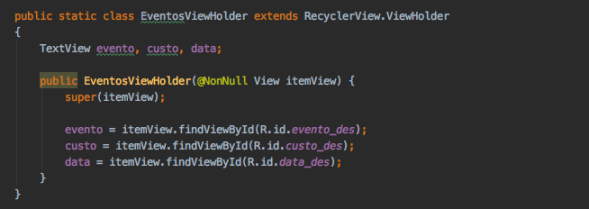 public static class EventosViewHolder extends RecyclerView.ViewHolder
{
TextView evento, custo, data;
public EventosViewHolder(@NonNull View itemView) {
super(itemView);
evento = itemView.findViewById(R.id.evento_des);
custo = itemView.findViewById(R.id.custo_des);
data = itemView.findViewById(R.id.data_des);
}
}